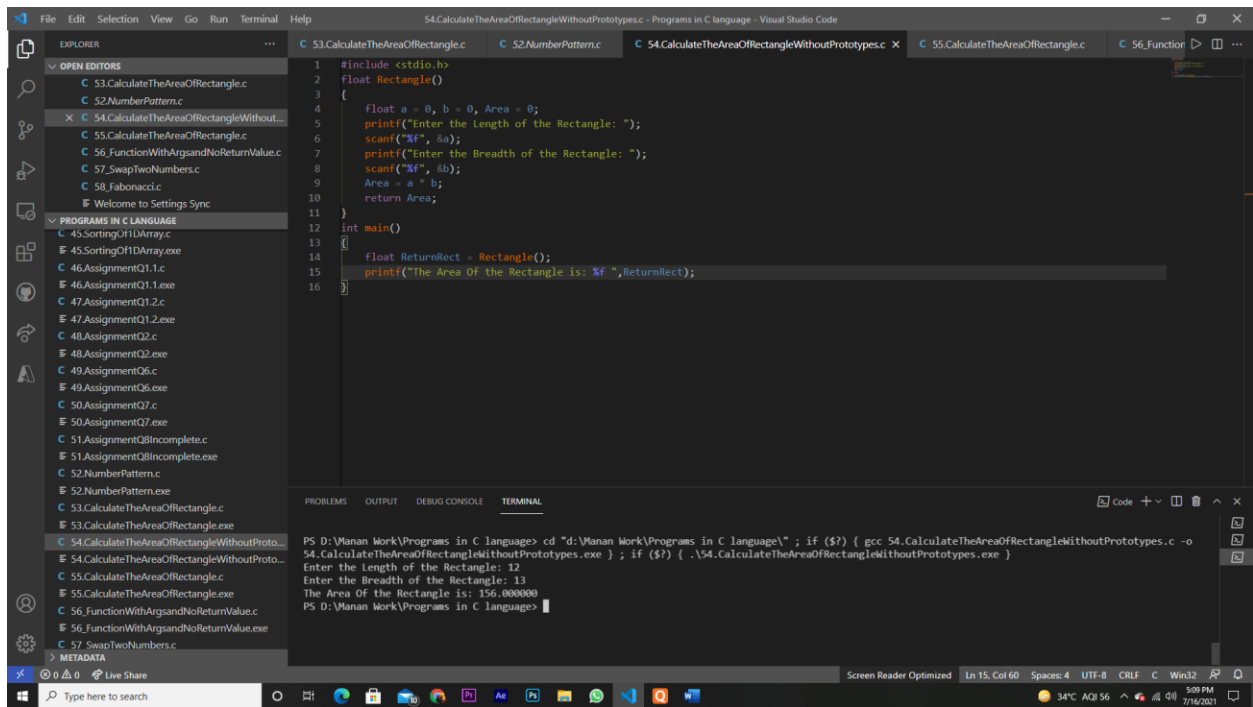 File Edit Selection View Go Run Terminal Help
54.CalculateTheAreaOfRectangleWithoutPrototypes.c - Programs in C language - Visual Studio Code
EXPLORER
OPEN EDITORS
C 53.CalculateTheAreaOfRectangle.c
C 52.NumberPattern.c
C 54.CalculateTheAreaOfRectangleWithout...
C 55.CalculateTheAreaOfRectangle.c
C 56_FunctionWithArgsandNoReturnValue.c
C 57_SwapTwoNumbers.c
C 58_Fabonacci.c
Welcome to Settings Sync
PROGRAMS IN C LANGUAGE
C 45.SortingOf1DArray.c
45.SortingOf1DArray.exe
C 46.AssignmentQ1.1.c
46.AssignmentQ1.1.exe
C 47.AssignmentQ1.2.c
47.AssignmentQ1.2.exe
C 48.AssignmentQ2.c
48.AssignmentQ2.exe
C 49.AssignmentQ6.c
49.AssignmentQ6.exe
C 50.AssignmentQ7.c
50.AssignmentQ7.exe
C 51.AssignmentQ8Incomplete.c
51.AssignmentQ8Incomplete.exe
C 52.NumberPattern.c
52.NumberPattern.exe
C 53.CalculateTheAreaOfRectangle.c
53.CalculateTheAreaOfRectangle.exe
C 54.CalculateTheAreaOfRectangleWithoutProto...
54.CalculateTheAreaOfRectangleWithoutProto...
C 55.CalculateTheAreaOfRectangle.c
55.CalculateTheAreaOfRectangle.exe
C 56_FunctionWithArgsandNoReturnValue.c
56_FunctionWithArgsandNoReturnValue.exe
C 57_SwapTwoNumbers.c
METADATA
C 53.CalculateTheAreaOfRectangle.c C 52.NumberPattern.c C 54.CalculateTheAreaOfRectangleWithoutPrototypes.c C 55.CalculateTheAreaOfRectangle.c C 56_Function
1 #include <stdio.h>
2 float Rectangle()
3 {
4 float a = 0, b = 0, Area = 0;
5 printf("Enter the Length of the Rectangle: ");
6 scanf("%f", &a);
7 printf("Enter the Breadth of the Rectangle: ");
8 scanf("%f", &b);
9 Area = a * b;
10 return Area;
11 }
12 int main()
13 {
14 float ReturnRect = Rectangle();
15 printf("The Area Of the Rectangle is: %f ",ReturnRect);
16 }
PROBLEMS OUTPUT DEBUG CONSOLE TERMINAL
Code
PS D:\Manan Work\Programs in C language> cd "d:\Manan Work\Programs in C language\" ; if ($?) { gcc 54.CalculateTheAreaOfRectangleWithoutPrototypes.c -o
54.CalculateTheAreaOfRectangleWithoutPrototypes.exe } ; if ($?) { .\54.CalculateTheAreaOfRectangleWithoutPrototypes.exe }
Enter the Length of the Rectangle: 12
Enter the Breadth of the Rectangle: 13
The Area Of the Rectangle is: 156.000000
PS D:\Manan Work\Programs in C language>
0 0 Live Share
Screen Reader Optimized Ln 15, Col 60 Spaces: 4 UTF-8 CRLF C Win32
Type here to search
Pr Ae Ps
34°C AQI 56
5:09 PM
7/16/2021